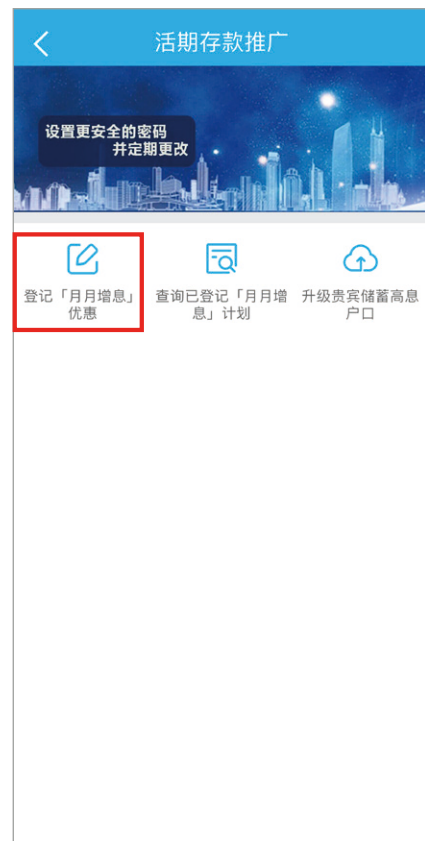 活期存款推广
设置更安全的密码
并定期更改
登记「月月增息」
优惠
查询已登记「月月增
息」计划
升级贵宾储蓄高息
户口